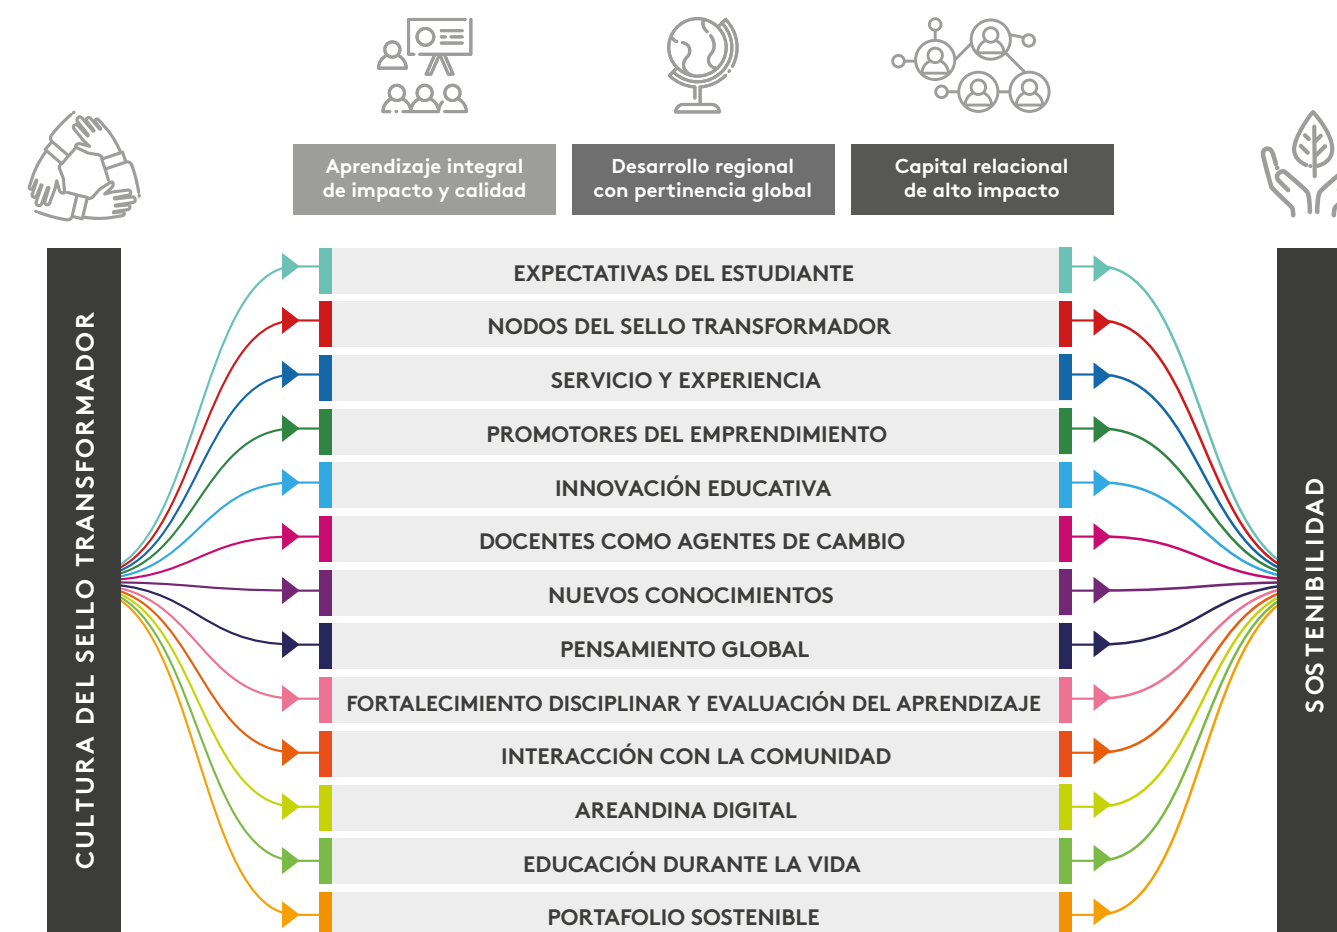 Aprendizaje integral
de impacto y calidad
Desarrollo regional
con pertinencia global
Capital relacional
de alto impacto
CULTURA DEL SELLO TRANSFORMADOR
EXPECTATIVAS DEL ESTUDIANTE
NODOS DEL SELLO TRANSFORMADOR
SERVICIO Y EXPERIENCIA
PROMOTORES DEL EMPRENDIMIENTO
INNOVACIÓN EDUCATIVA
DOCENTES COMO AGENTES DE CAMBIO
NUEVOS CONOCIMIENTOS
PENSAMIENTO GLOBAL
FORTALECIMIENTO DISCIPLINAR Y EVALUACIÓN DEL APRENDIZAJE
INTERACCIÓN CON LA COMUNIDAD
AREANDINA DIGITAL
EDUCACIÓN DURANTE LA VIDA
PORTAFOLIO SOSTENIBLE
SOSTENIBILIDAD